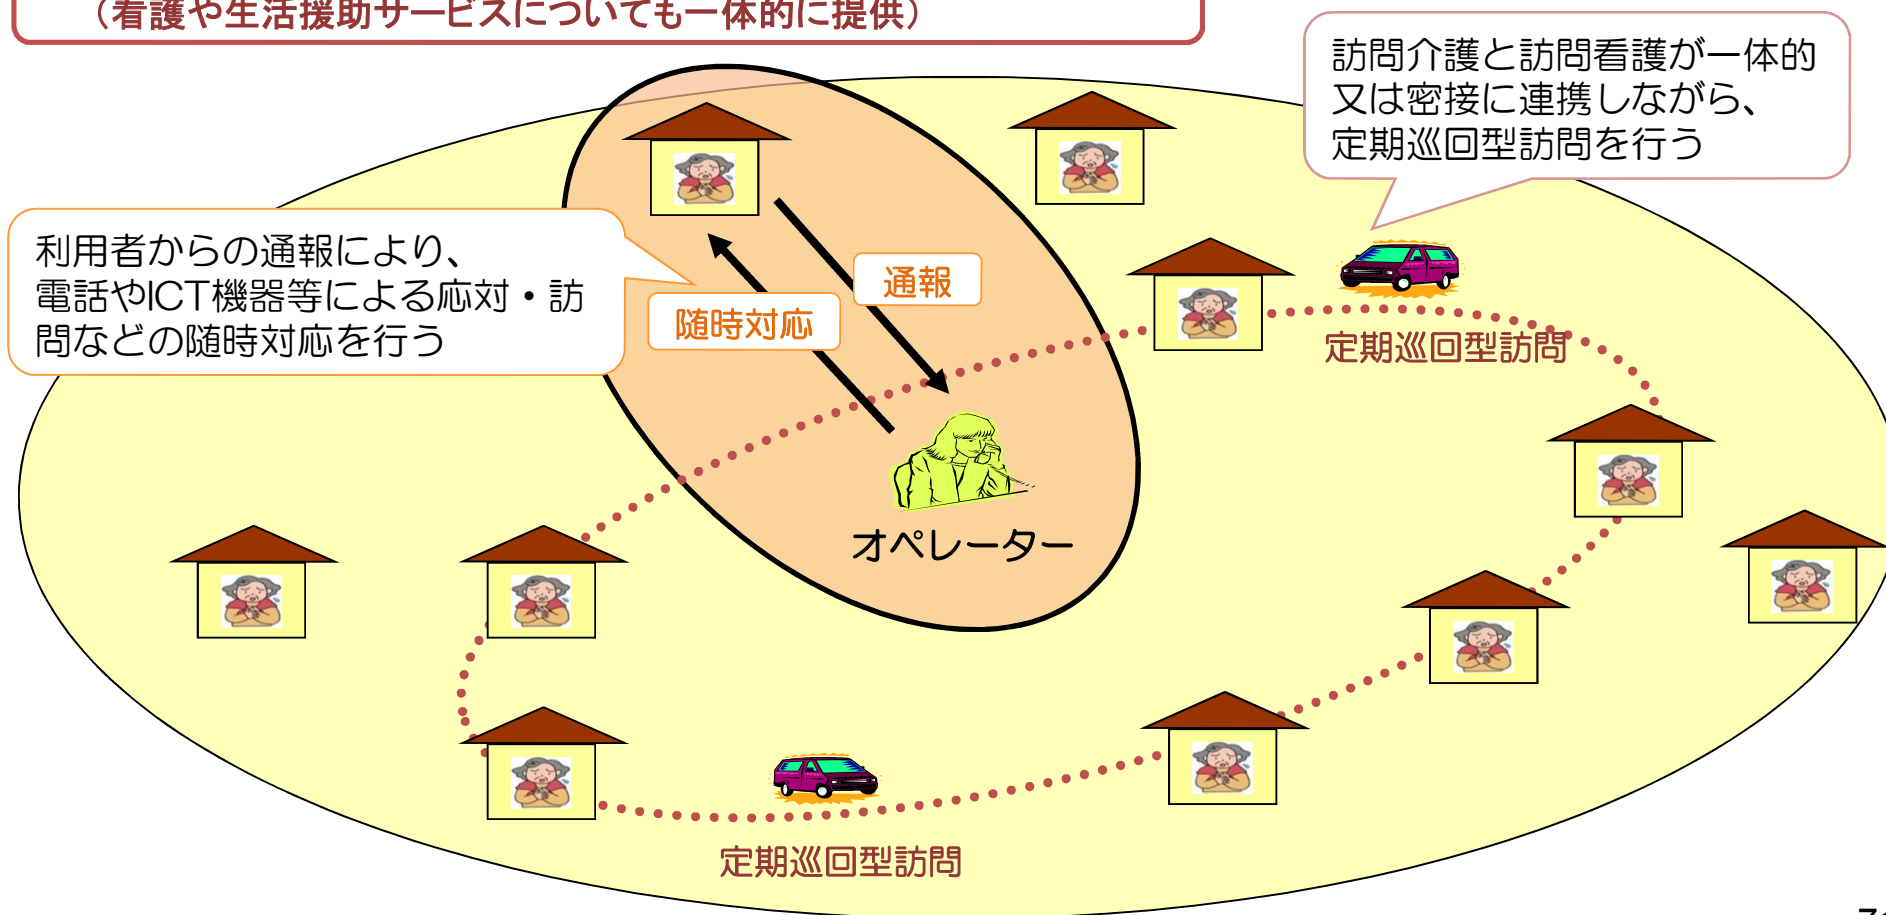 （看護や生活援助サービスについても一体的に提供）
訪問介護と訪問看護が一体的
又は密接に連携しながら、
定期巡回型訪問を行う
利用者からの通報により、
電話やICT機器等による応対・訪
問などの随時対応を行う
通報
随時対応
定期巡回型訪問
オペレーター
定期巡回型訪問